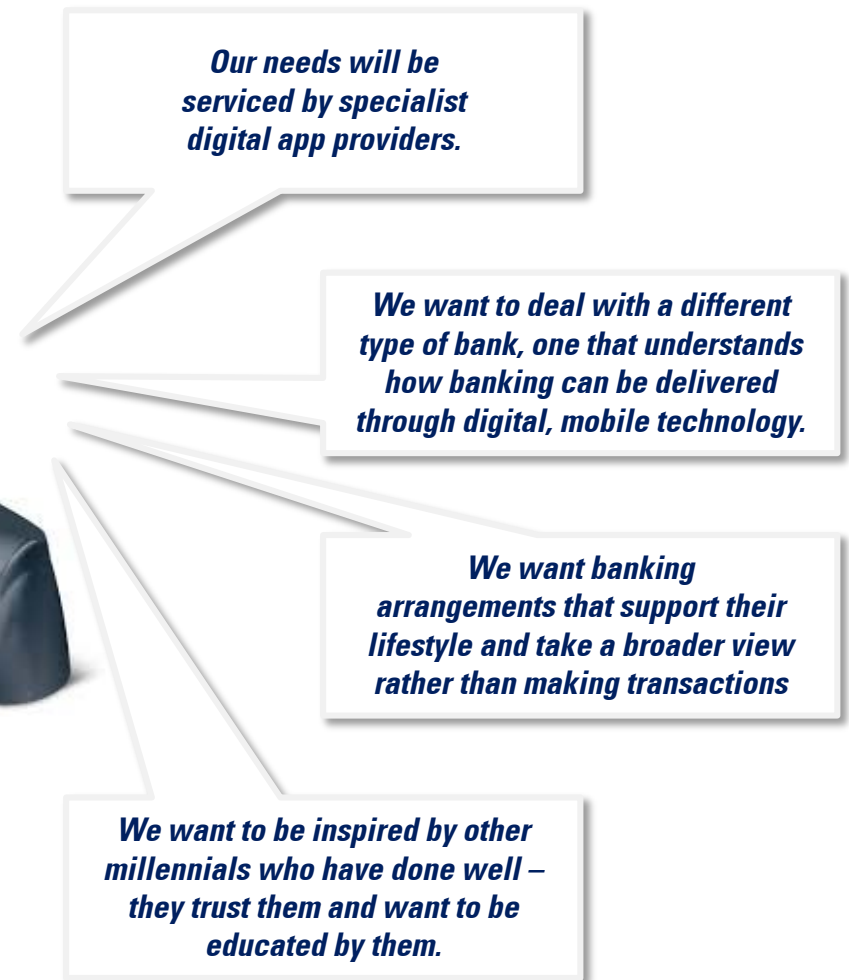 Our needs will be
serviced by specialist
digital app providers.
We want to deal with a different
type of bank, one that understands
how banking can be delivered
through digital, mobile technology.
We want banking
arrangements that support their
lifestyle and take a broader view
rather than making transactions
We want to be inspired by other
millennials who have done well –
they trust them and want to be
educated by them.